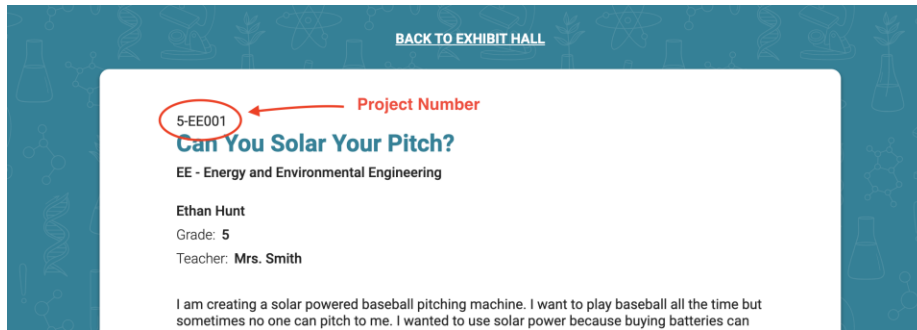 BACK TO EXHIBIT HALL
Project Number
5-EE001
Can You Solar Your Pitch?
EE - Energy and Environmental Engineering
Ethan Hunt
Grade: 5
Teacher: Mrs. Smith
I am creating a solar powered baseball pitching machine. I want to play baseball all the time but
sometimes no one can pitch to me. I wanted to use solar power because buying batteries can